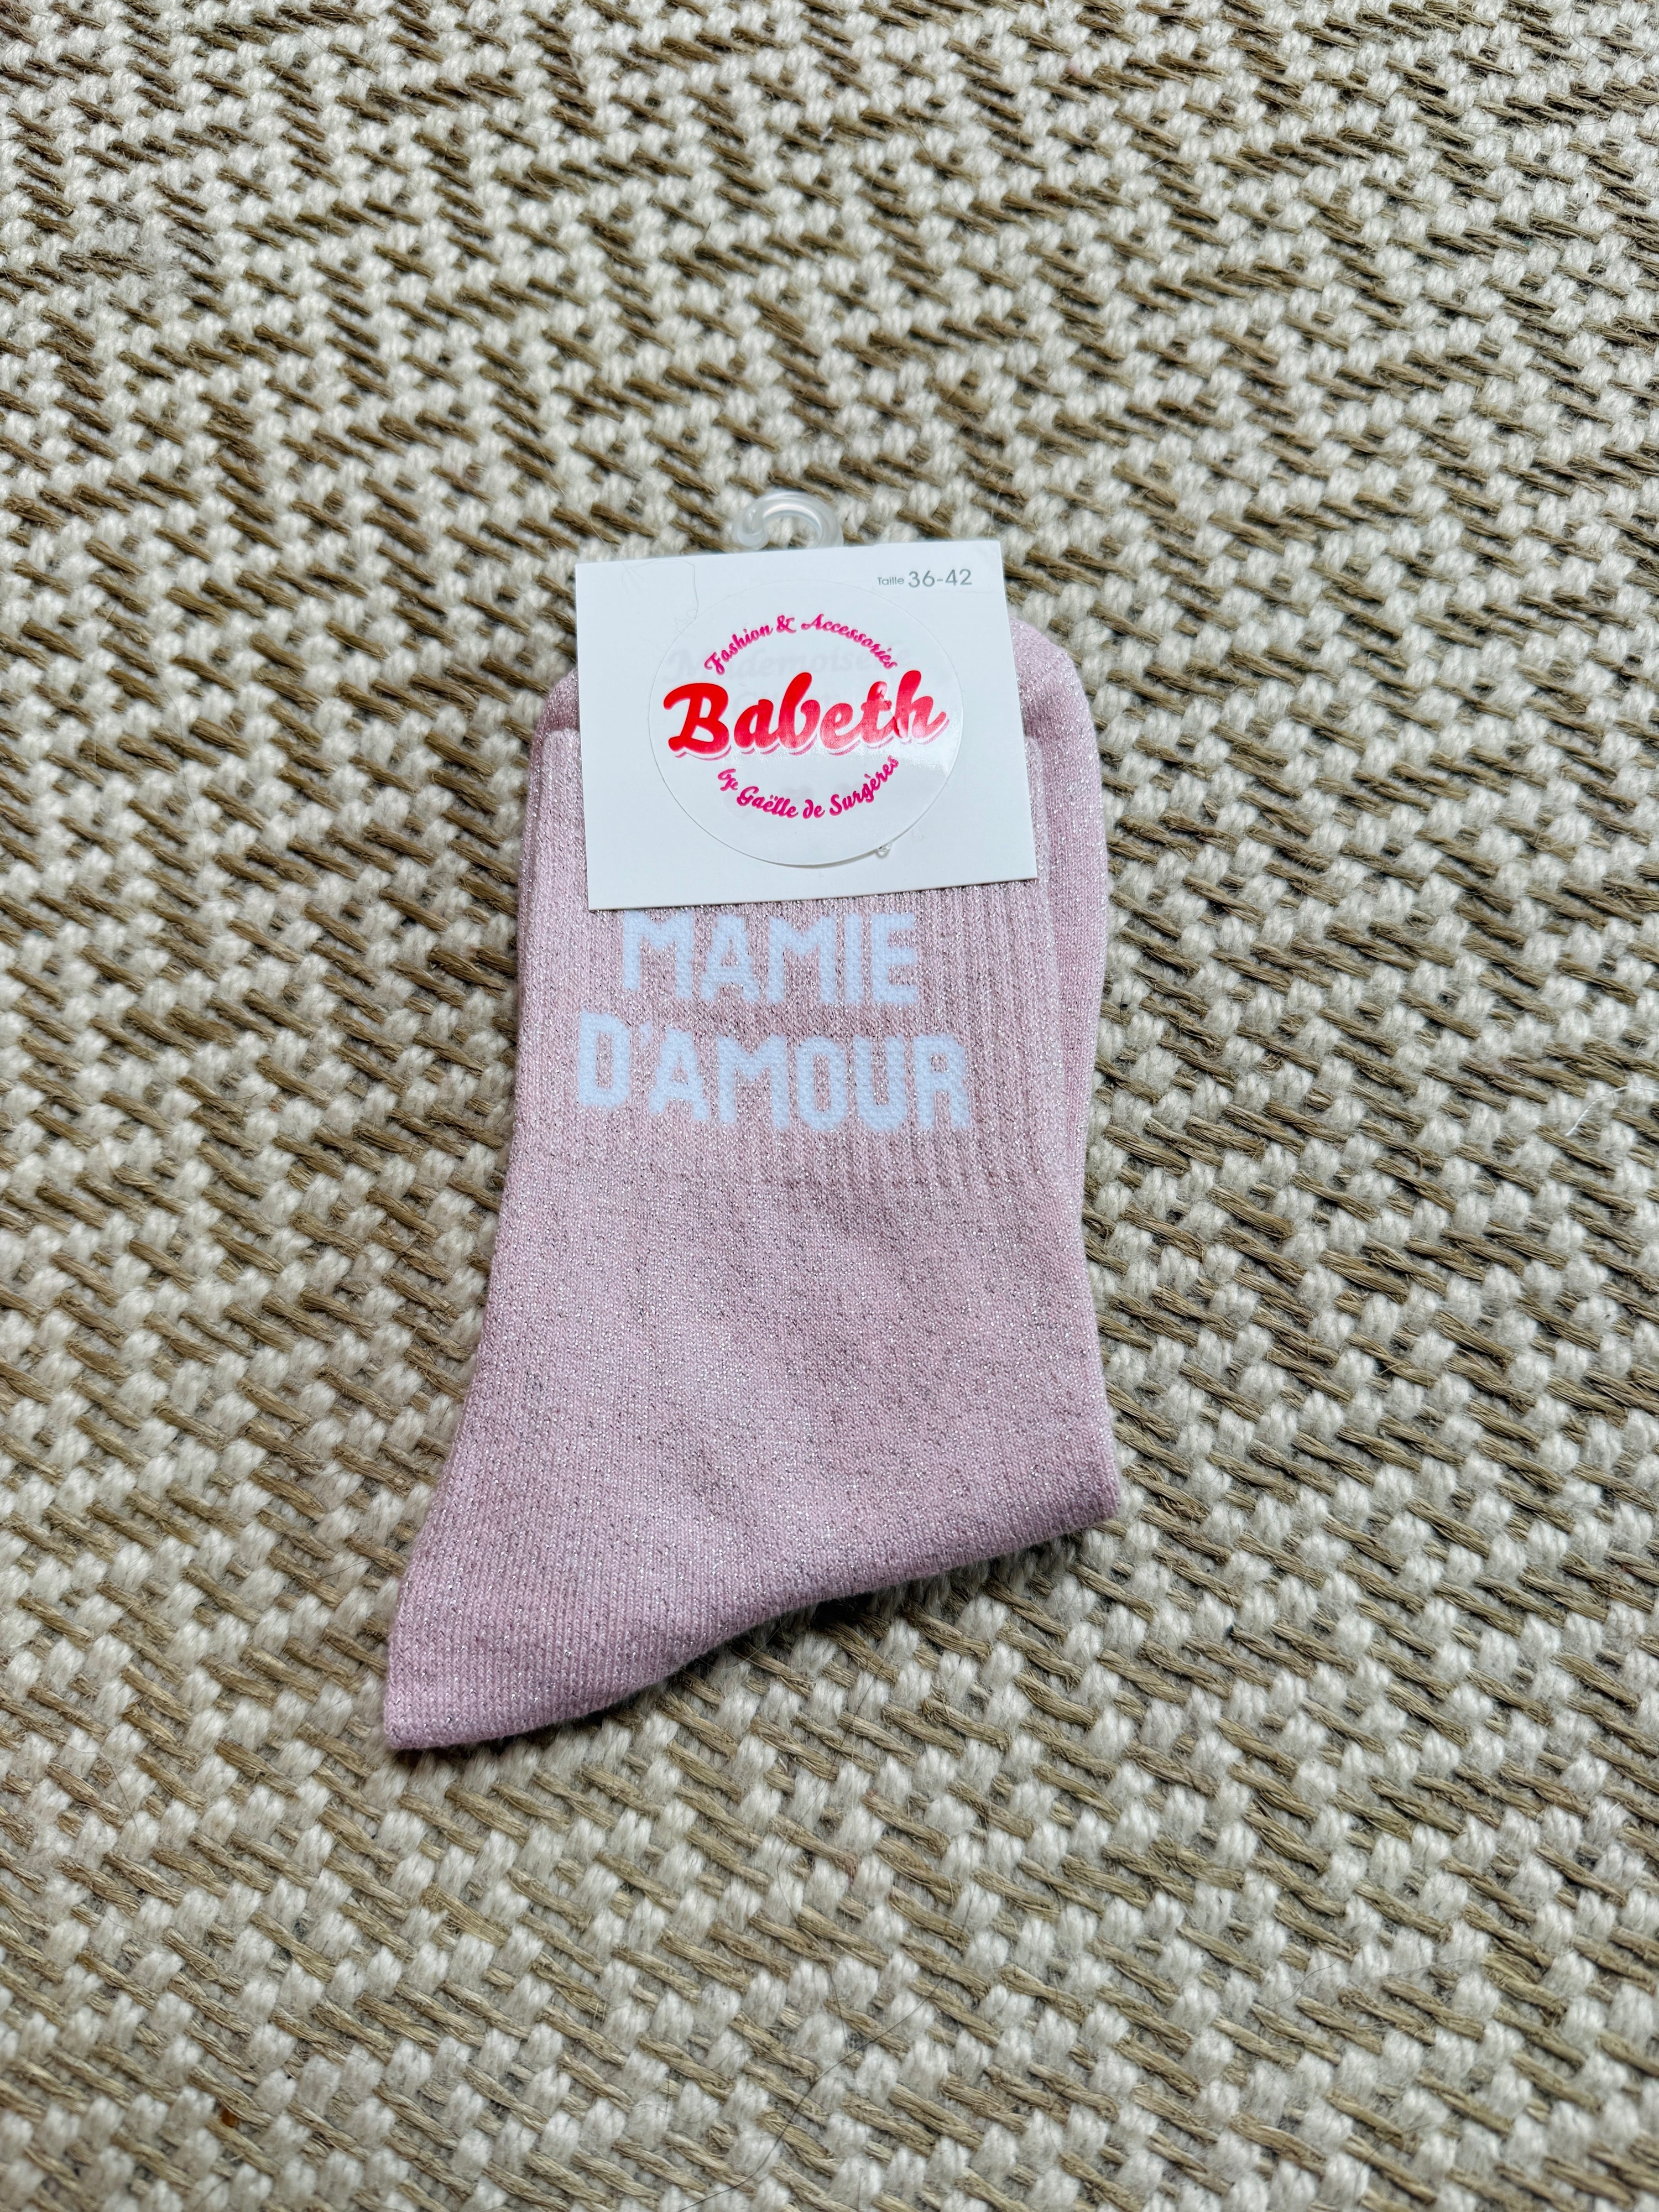 Taille 36-42
Fashion & Accessories
Babeth
by Gaëlle de Surgères
MAMIE
D'AMOUR